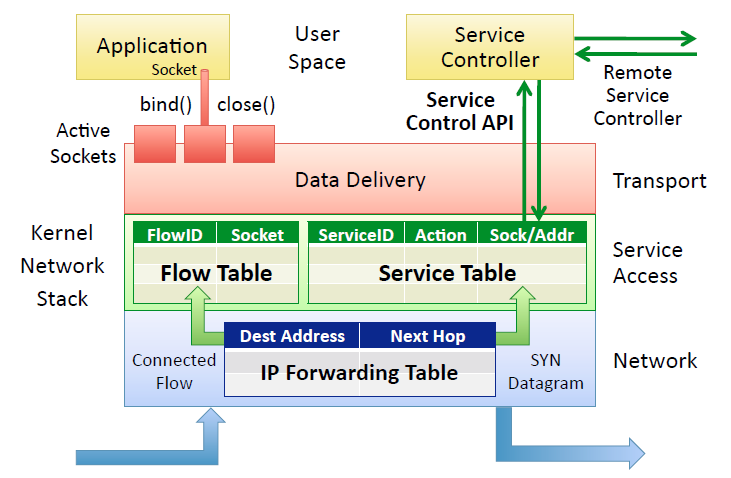 Application
Socket
User
Space
Service
Controller
Remote
Service
Controller
bind()
close()
Service
Control API
Active
Sockets
Data Delivery
Transport
Kernel
Network
Stack
FlowID
Socket
Flow Table
ServiceID
Action
Sock/Addr
Service Table
Service
Access
Dest Address
Next Hop
IP Forwarding Table
Connected
Flow
SYN
Datagram
Network